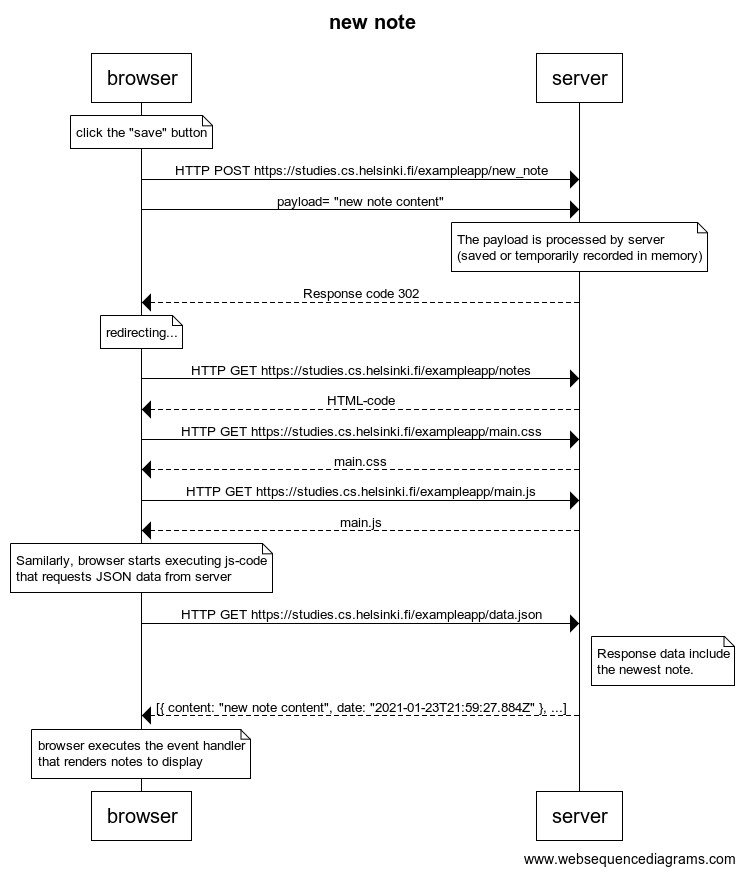 new note
browser
server
click the "save" button
HTTP POST https://studies.cs.helsinki.fi/exampleapp/new_note
payload= "new note content"
The payload is processed by server
(saved or temporarily recorded in memory)
Response code 302
redirecting...
HTTP GET https://studies.cs.helsinki.fi/exampleapp/notes
HTML-code
HTTP GET https://studies.cs.helsinki.fi/exampleapp/main.css
main.css
HTTP GET https://studies.cs.helsinki.fi/exampleapp/main.js
main.js
Samilarly, browser starts executing js-code
that requests JSON data from server
HTTP GET https://studies.cs.helsinki.fi/exampleapp/data.json
Response data include
the newest note.
[{ content: "new note content", date: "2021-01-23T21:59:27.884Z" }, ...]
browser executes the event handler
that renders notes to display
browser
server
www.websequencediagrams.com